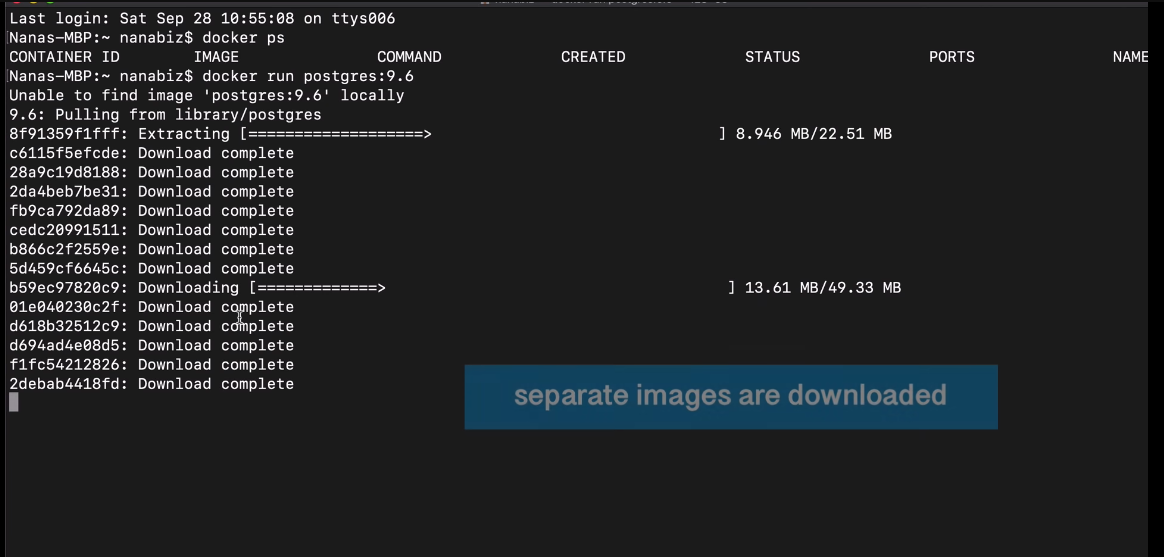 Last login: Sat Sep 28 10:55:08 on ttys006
Nanas-MBP:~ nanabiz$ docker ps
CONTAINER ID        IMAGE               COMMAND             CREATED             STATUS              PORTS               NAME
Nanas-MBP:~ nanabiz$ docker run postgres:9.6
Unable to find image 'postgres:9.6' locally
9.6: Pulling from library/postgres
8f91359f1fff: Extracting [===================>                               ] 8.946 MB/22.51 MB
c6115f5efcde: Download complete
28a9c19d8188: Download complete
2da4beb7be31: Download complete
fb9ca792da89: Download complete
cedc20991511: Download complete
b866c2f2559e: Download complete
5d459cf6645c: Download complete
b59ec97820c9: Downloading [=============>                                     ] 13.61 MB/49.33 MB
01e040230c2f: Download complete
d618b32512c9: Download complete
d694ad4e08d5: Download complete
f1fc54212826: Download complete
2debab4418fd: Download complete
separate images are downloaded